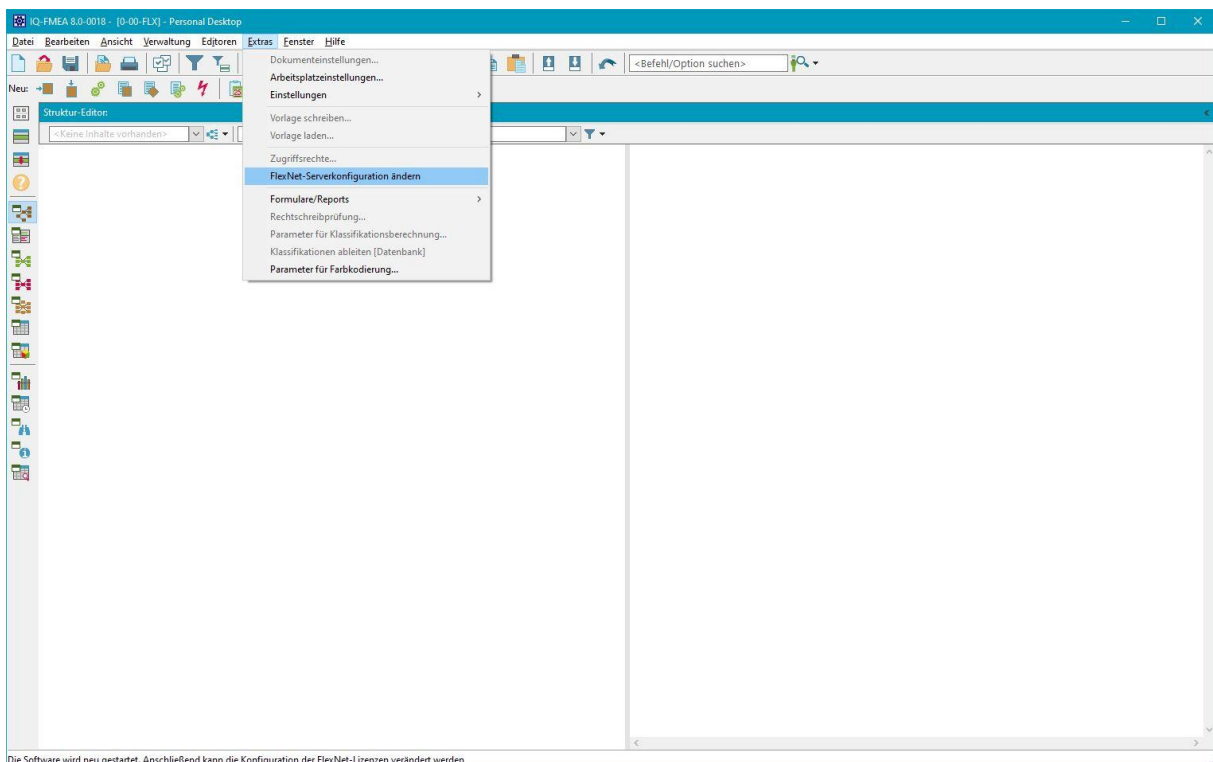 IQ-FMEA 8.0-0018 - [0-00-FLX] - Personal Desktop
Datei Bearbeiten Ansicht Verwaltung Editoren Extras Fenster Hilfe
<Befehl/Option suchen>
Neu:
Struktur-Editor:
<Keine Inhalte vorhanden>
Dokumenteinstellungen...
Arbeitsplatzeinstellungen...
Einstellungen
Vorlage schreiben...
Vorlage laden...
Zugriffsrechte...
FlexNet-Serverkonfiguration ändern
Formulare/Reports
Rechtschreibprüfung...
Parameter für Klassifikationsberechnung...
Klassifikationen ableiten [Datenbank]
Parameter für Farbkodierung...
Die Software wird neu gestartet. Anschließend kann die Konfiguration der FlexNet-Lizenzen verändert werden.